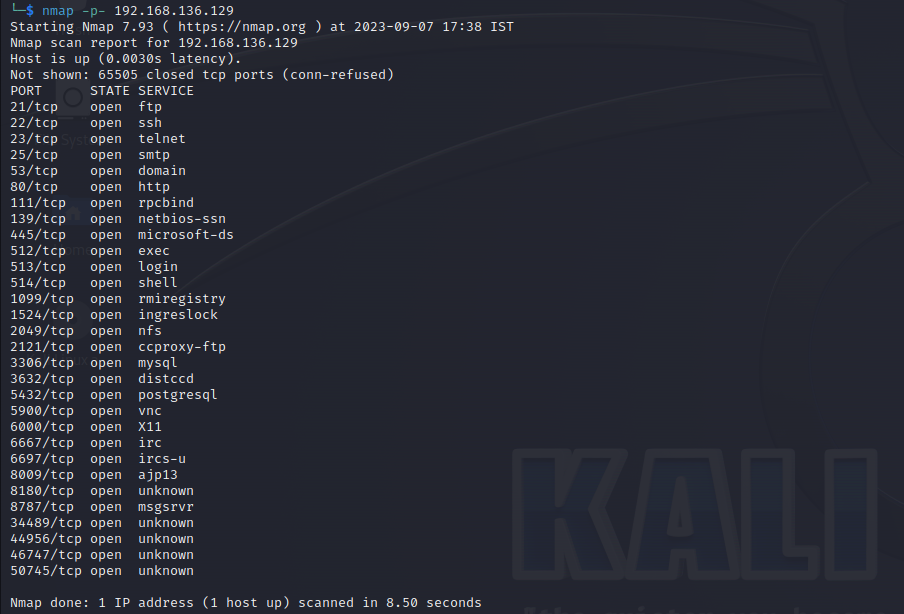 └─$ nmap -p- 192.168.136.129
Starting Nmap 7.93 ( https://nmap.org ) at 2023-09-07 17:38 IST
Nmap scan report for 192.168.136.129
Host is up (0.0030s latency).
Not shown: 65505 closed tcp ports (conn-refused)
PORT      STATE SERVICE
21/tcp    open  ftp
22/tcp    open  ssh
23/tcp    open  telnet
25/tcp    open  smtp
53/tcp    open  domain
80/tcp    open  http
111/tcp   open  rpcbind
139/tcp   open  netbios-ssn
445/tcp   open  microsoft-ds
512/tcp   open  exec
513/tcp   open  login
514/tcp   open  shell
1099/tcp  open  rmiregistry
1524/tcp  open  ingreslock
2049/tcp  open  nfs
2121/tcp  open  ccproxy-ftp
3306/tcp  open  mysql
3632/tcp  open  distccd
5432/tcp  open  postgresql
5900/tcp  open  vnc
6000/tcp  open  X11
6667/tcp  open  irc
6697/tcp  open  ircs-u
8009/tcp  open  ajp13
8180/tcp  open  unknown
8787/tcp  open  msgsrvr
34489/tcp open  unknown
44956/tcp open  unknown
46747/tcp open  unknown
50745/tcp open  unknown
Nmap done: 1 IP address (1 host up) scanned in 8.50 seconds
KALI